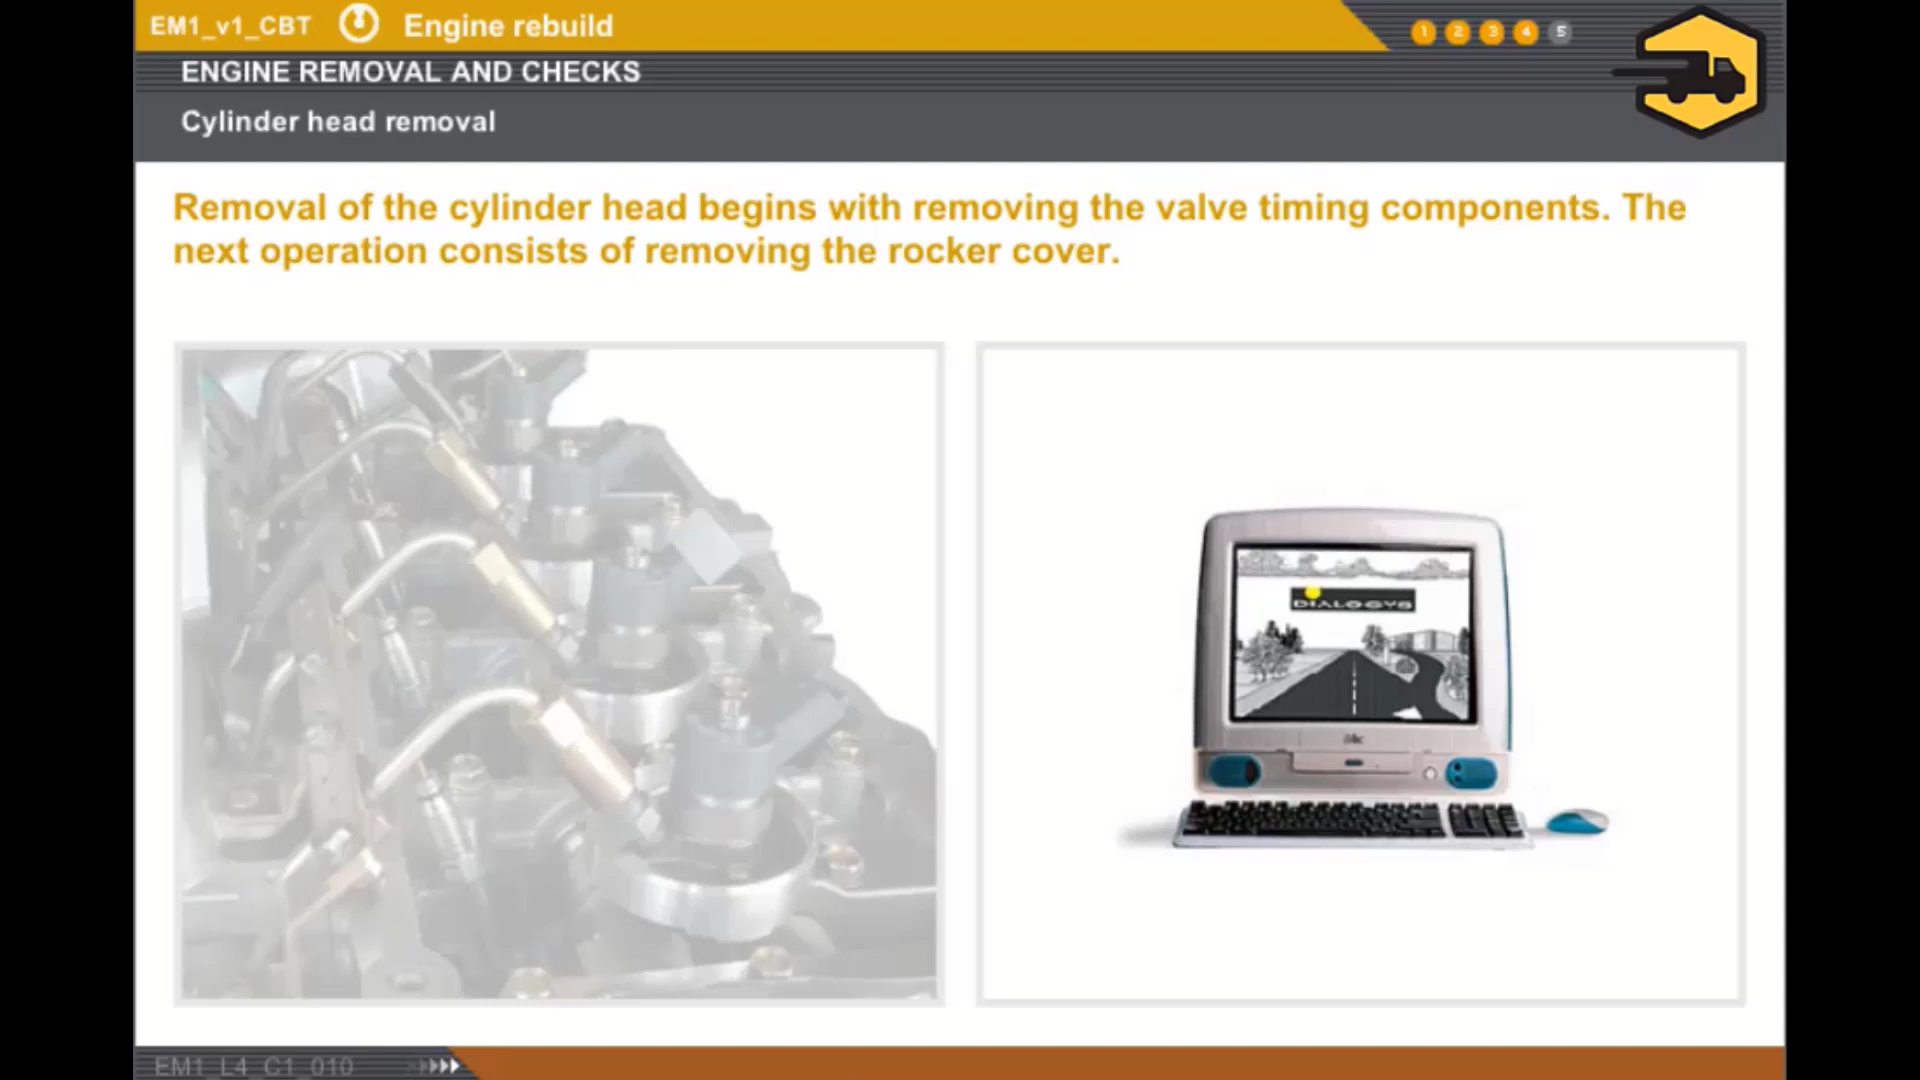 EM1_v1_CBT Engine rebuild
1 2 3 4 5
ENGINE REMOVAL AND CHECKS
Cylinder head removal
Removal of the cylinder head begins with removing the valve timing components. The
next operation consists of removing the rocker cover.
DIALOGYS
EM1_L4_C1_010